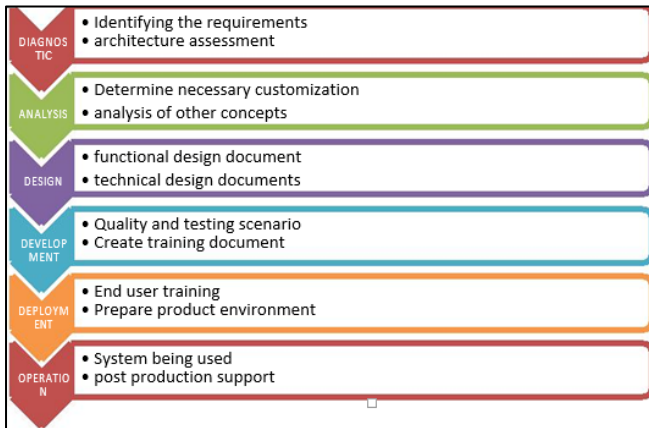 • Identifying the requirements
• architecture assessment
DIAGNOS
TIC
• Determine necessary customization
• analysis of other concepts
ANALYSIS
• functional design document
• technical design documents
DESIGN
• Quality and testing scenario
• Create training document
DEVELOP
MENT
• End user training
• Prepare product environment
DEPLOYM
ENT
• System being used
• post production support
OPERATIO
N